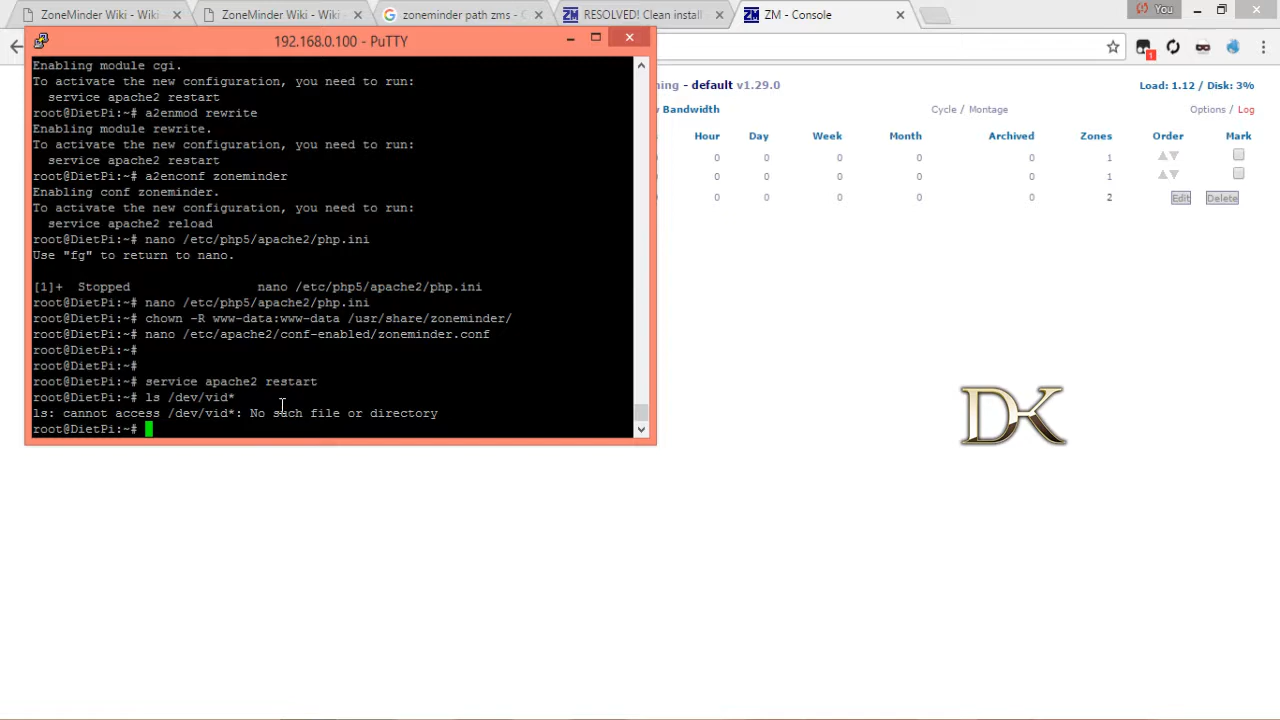 ZoneMinder Wiki - Wiki
ZoneMinder Wiki - Wiki
zoneminder path zms -
RESOLVED! Clean install
ZM - Console
You
192.168.0.100 - PuTTY
Enabling module cgi.
To activate the new configuration, you need to run:
service apache2 restart
root@DietPi:~# a2enmod rewrite
Enabling module rewrite.
To activate the new configuration, you need to run:
service apache2 restart
root@DietPi:~# a2enconf zoneminder
Enabling conf zoneminder.
To activate the new configuration, you need to run:
service apache2 reload
root@DietPi:~# nano /etc/php5/apache2/php.ini
Use "fg" to return to nano.
[1]+  Stopped                 nano /etc/php5/apache2/php.ini
root@DietPi:~# nano /etc/php5/apache2/php.ini
root@DietPi:~# chown -R www-data:www-data /usr/share/zoneminder/
root@DietPi:~# nano /etc/apache2/conf-enabled/zoneminder.conf
root@DietPi:~#
root@DietPi:~#
root@DietPi:~# service apache2 restart
root@DietPi:~# ls /dev/vid*
ls: cannot access /dev/vid*: No such file or directory
root@DietPi:~#
1
ning - default v1.29.0 Load: 1.12 / Disk: 3%
Bandwidth Cycle / Montage Options / Log
Hour Day Week Month Archived Zones Order Mark
0 0 0 0 0 1
0 0 0 0 0 1
0 0 0 0 0 2 Edit Delete
DK